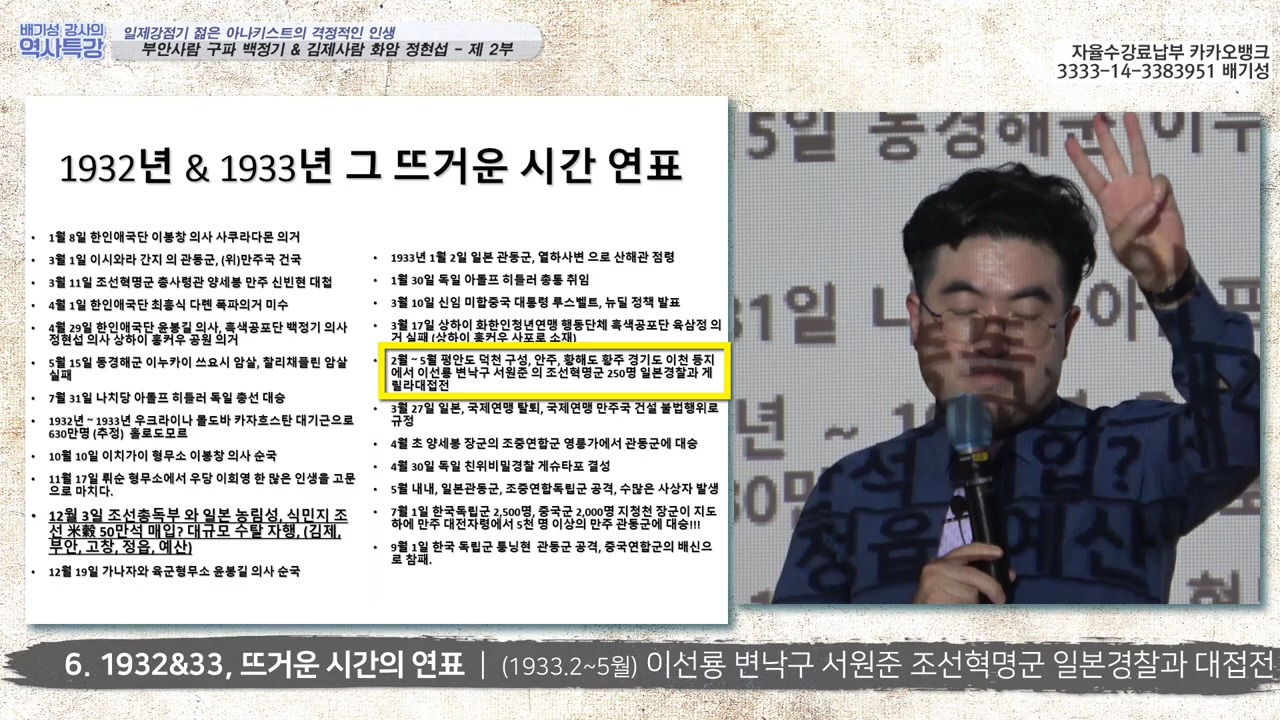 배기성 강사의
역사특강
일제강점기 젊은 아나키스트의 격정적인 인생
부안사람 구파 백정기 & 김제사람 화암 정현섭 - 제 2부
자율수강료납부 카카오뱅크
3333-14-3383951 배기성
1932년 & 1933년 그 뜨거운 시간 연표
• 1월 8일 한인애국단 이봉창 의사 사쿠라다몬 의거
• 3월 1일 이시와라 간지 의 관동군, (위)만주국 건국
• 3월 11일 조선혁명군 총사령관 양세봉 만주 신빈현 대첩
• 4월 1일 한인애국단 최흥식 다롄 폭파의거 미수
• 4월 29일 한인애국단 윤봉길 의사, 흑색공포단 백정기 의사
정현섭 의사 상하이 훙커우 공원 의거
• 5월 15일 동경해군 이누카이 쓰요시 암살, 찰리채플린 암살
실패
• 7월 31일 나치당 아돌프 히틀러 독일 총선 대승
• 1932년 ~ 1933년 우크라이나 몰도바 카자흐스탄 대기근으로
630만명 (추정) 홀로도모르
• 10월 10일 이치가이 형무소 이봉창 의사 순국
• 11월 17일 뤼순 형무소에서 우당 이회영 한 많은 인생을 고문
으로 마치다.
• 12월 3일 조선총독부 와 일본 농림성, 식민지 조
선 米穀 50만석 매입? 대규모 수탈 자행, (김제,
부안, 고창, 정읍, 예산)
• 12월 19일 가나자와 육군형무소 윤봉길 의사 순국
• 1933년 1월 2일 일본 관동군, 열하사변 으로 산해관 점령
• 1월 30일 독일 아돌프 히틀러 총통 취임
• 3월 10일 신임 미합중국 대통령 루스벨트, 뉴딜 정책 발표
• 3월 17일 상하이 화한인청년연맹 행동단체 흑색공포단 육삼정 의
거 실패 (상하이 훙커우 사포로 소재)
• 2월 ~ 5월 평안도 덕천 구성, 안주, 황해도 황주 경기도 이천 등지
에서 이선룡 변낙구 서원준 의 조선혁명군 250명 일본경찰과 게
릴라대접전
• 3월 27일 일본, 국제연맹 탈퇴, 국제연맹 만주국 건설 불법행위로
규정
• 4월 초 양세봉 장군의 조중연합군 영릉가에서 관동군에 대승
• 4월 30일 독일 친위비밀경찰 게슈타포 결성
• 5월 내내, 일본관동군, 조중연합독립군 공격, 수많은 사상자 발생
• 7월 1일 한국독립군 2,500명, 중국군 2,000명 지청천 장군이 지도
하에 만주 대전자령에서 5천 명 이상의 만주 관동군에 대승!!!
• 9월 1일 한국 독립군 퉁닝현 관동군 공격, 중국연합군의 배신으
로 참패.
5일 동경해군 이누
31일 나 아돌프
년 ~ 19
석 매입?
30만
정읍, 예산
6. 1932&33, 뜨거운 시간의 연표 | (1933.2~5월) 이선룡 변낙구 서원준 조선혁명군 일본경찰과 대접전